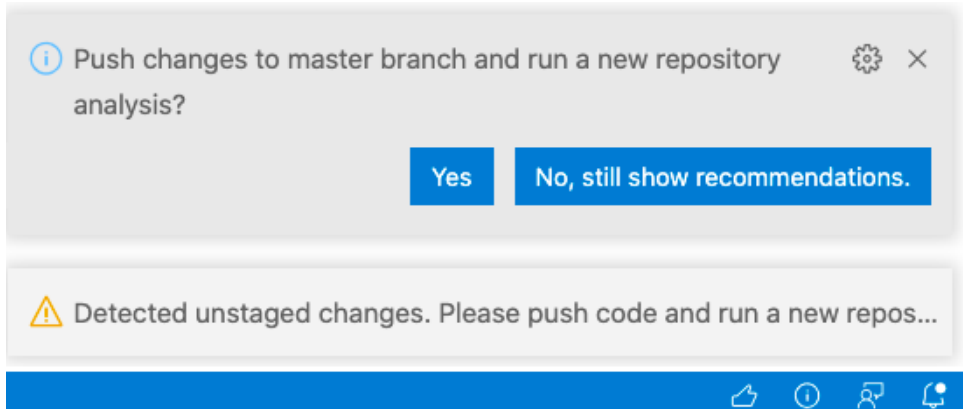 Push changes to master branch and run a new repository
analysis?
Yes
No, still show recommendations.
Detected unstaged changes. Please push code and run a new repos...